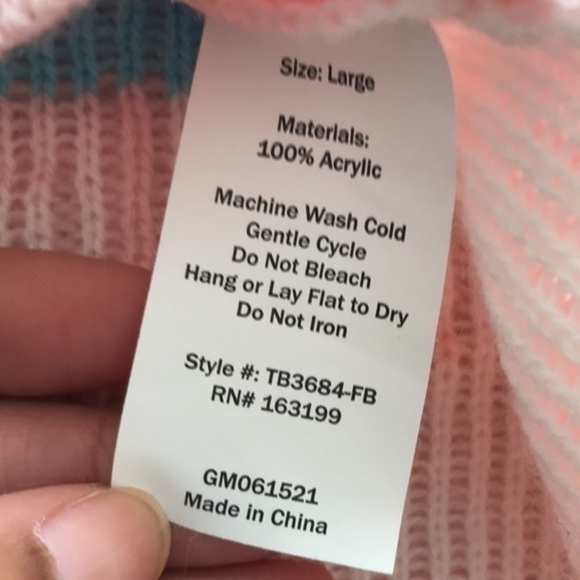 Size: Large
Materials:
100% Acrylic
Machine Wash Cold
Gentle Cycle
Do Not Bleach
Hang or Lay Flat to Dry
Do Not Iron
Style #: TB3684-FB
RN# 163199
GM061521
Made in China